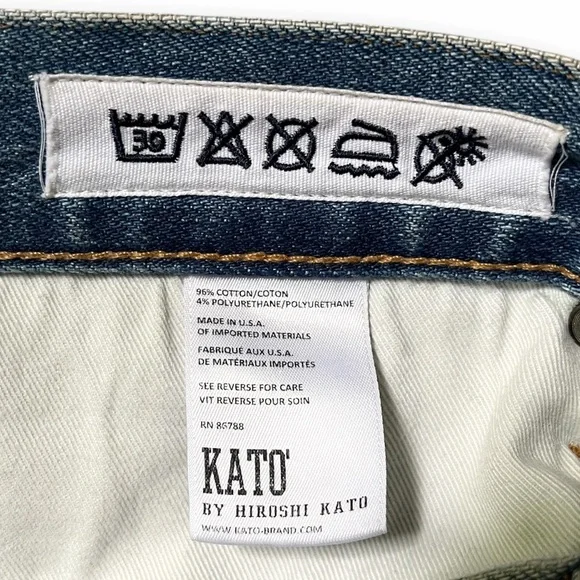 30
96% COTTON/COTON
4% POLYURETHANE/POLYURETHANE
MADE IN U.S.A.
OF IMPORTED MATERIALS
FABRIQUÉ AUX U.S.A.
DE MATÉRIAUX IMPORTÉS
SEE REVERSE FOR CARE
VIT REVERSE POUR SOIN
RN 86788
KATO'
BY HIROSHI KATO
WWW.KATO-BRAND.COM